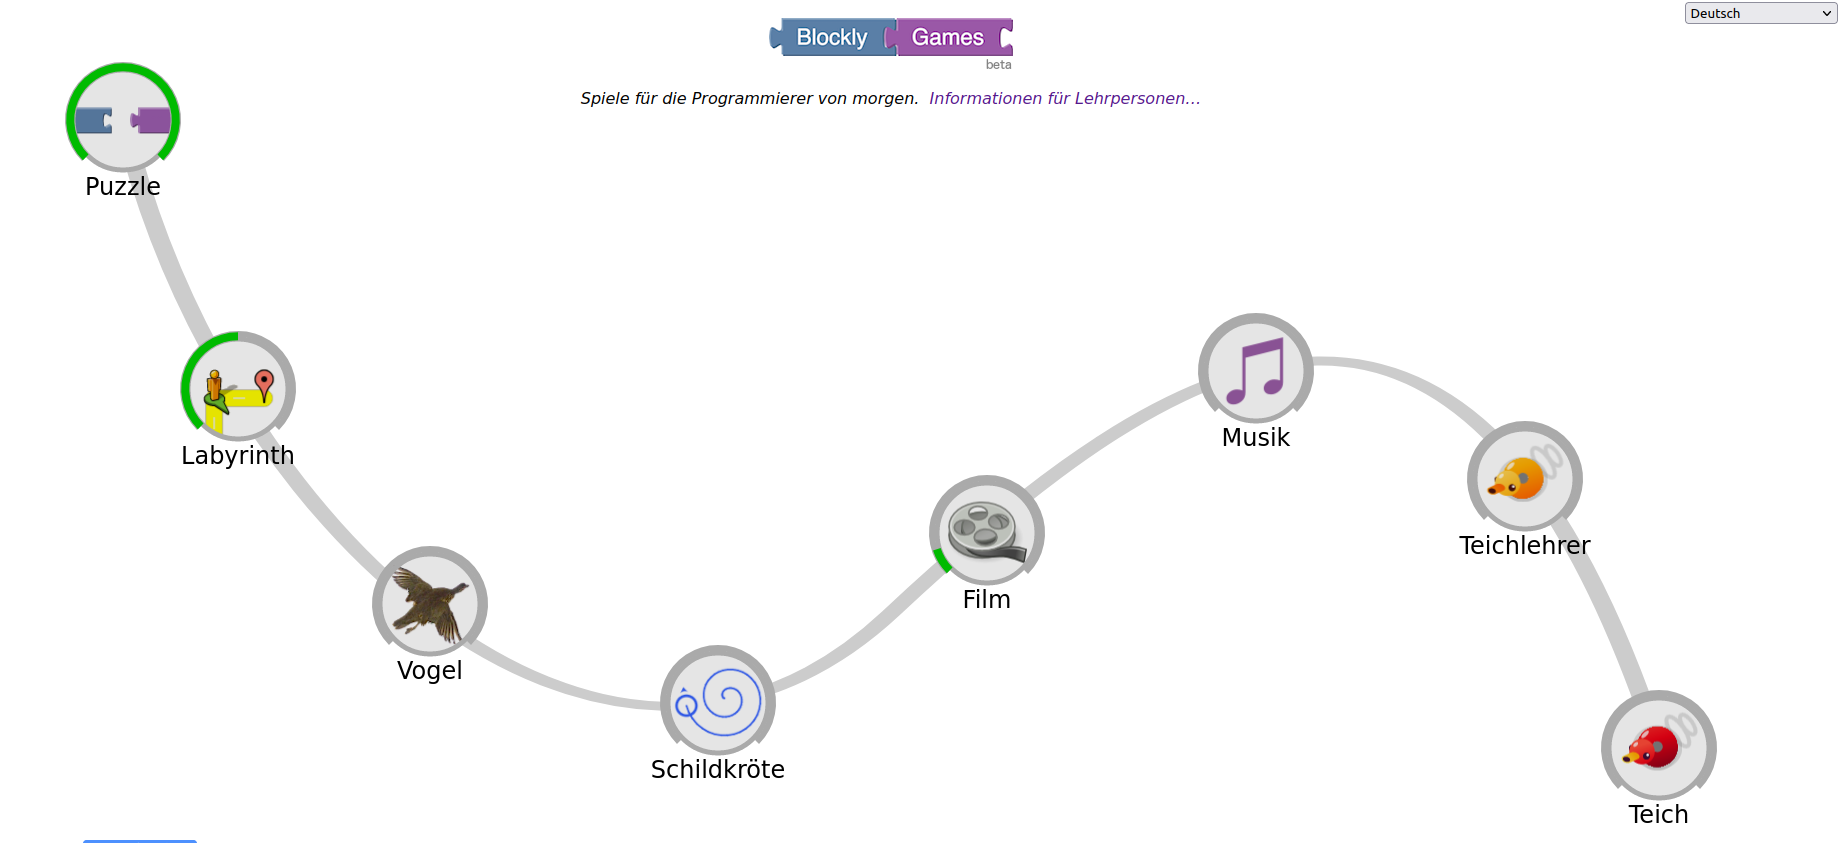 Deutsch
Blockly Games
beta
Spiele für die Programmierer von morgen. Informationen für Lehrpersonen...
Puzzle
Labyrinth
Vogel
Schildkröte
Film
Musik
Teichlehrer
Teich